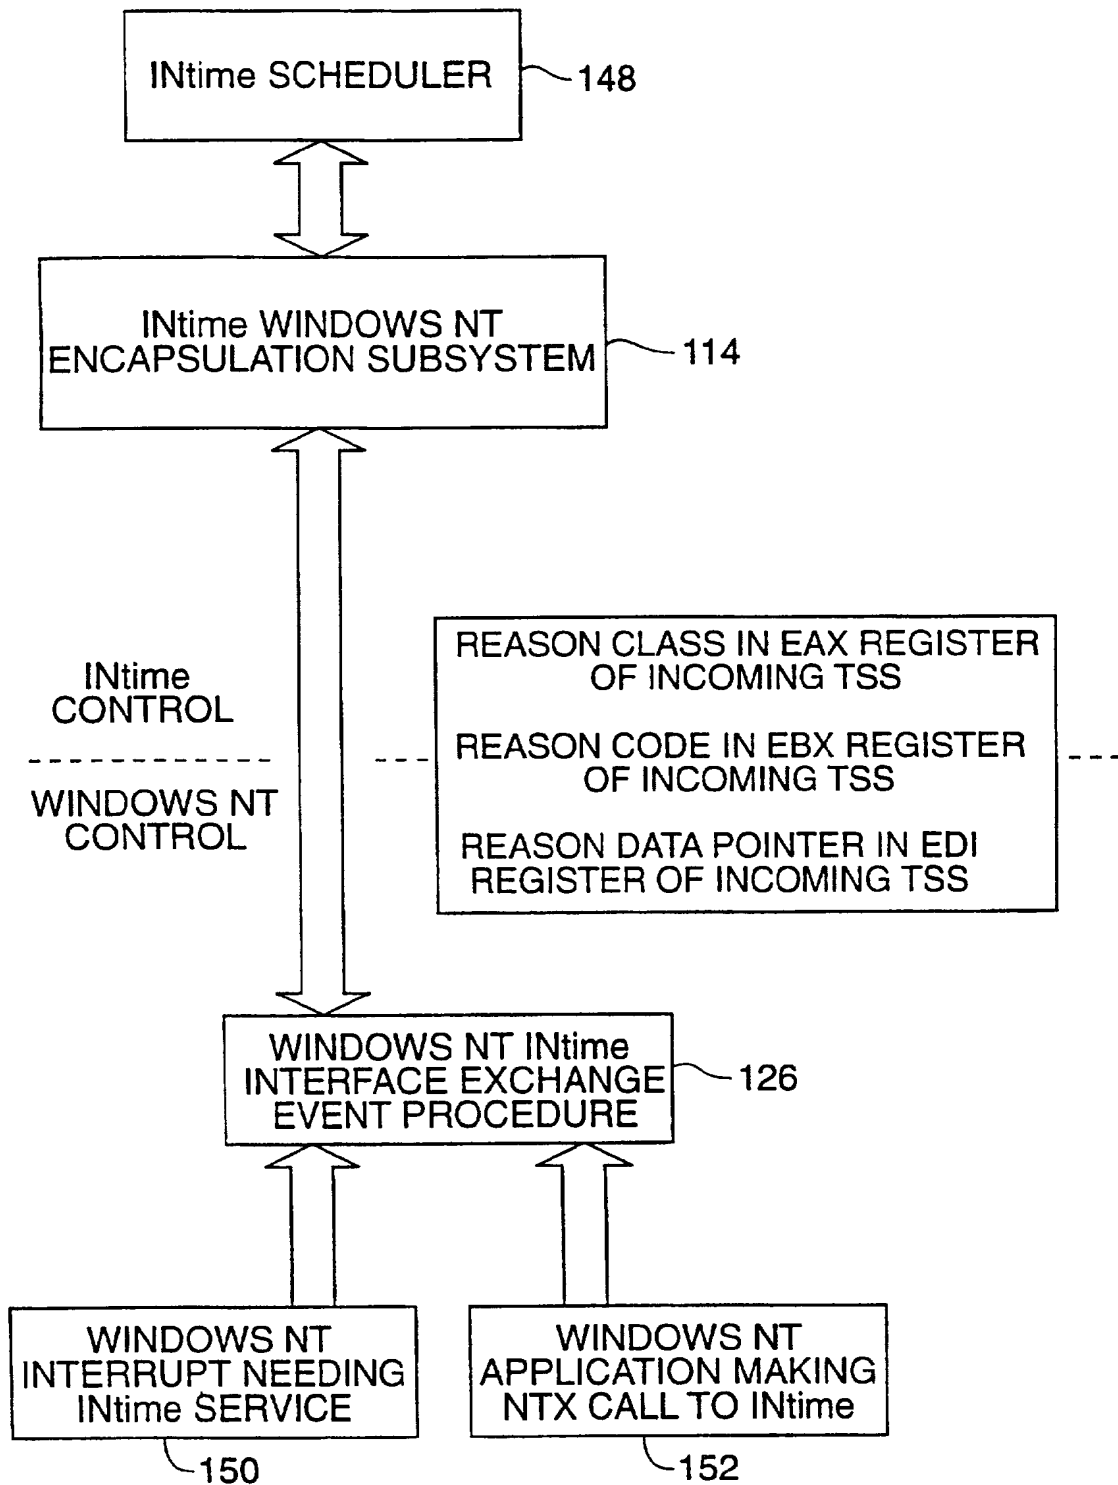 INtime SCHEDULER
148
INtime WINDOWS NT
ENCAPSULATION SUBSYSTEM
114
INtime
CONTROL
WINDOWS NT
CONTROL
REASON CLASS IN EAX REGISTER
OF INCOMING TSS
REASON CODE IN EBX REGISTER
OF INCOMING TSS
REASON DATA POINTER IN EDI
REGISTER OF INCOMING TSS
WINDOWS NT INtime
INTERFACE EXCHANGE
EVENT PROCEDURE
126
WINDOWS NT
INTERRUPT NEEDING
INtime SERVICE
150
WINDOWS NT
APPLICATION MAKING
NTX CALL TO INtime
152